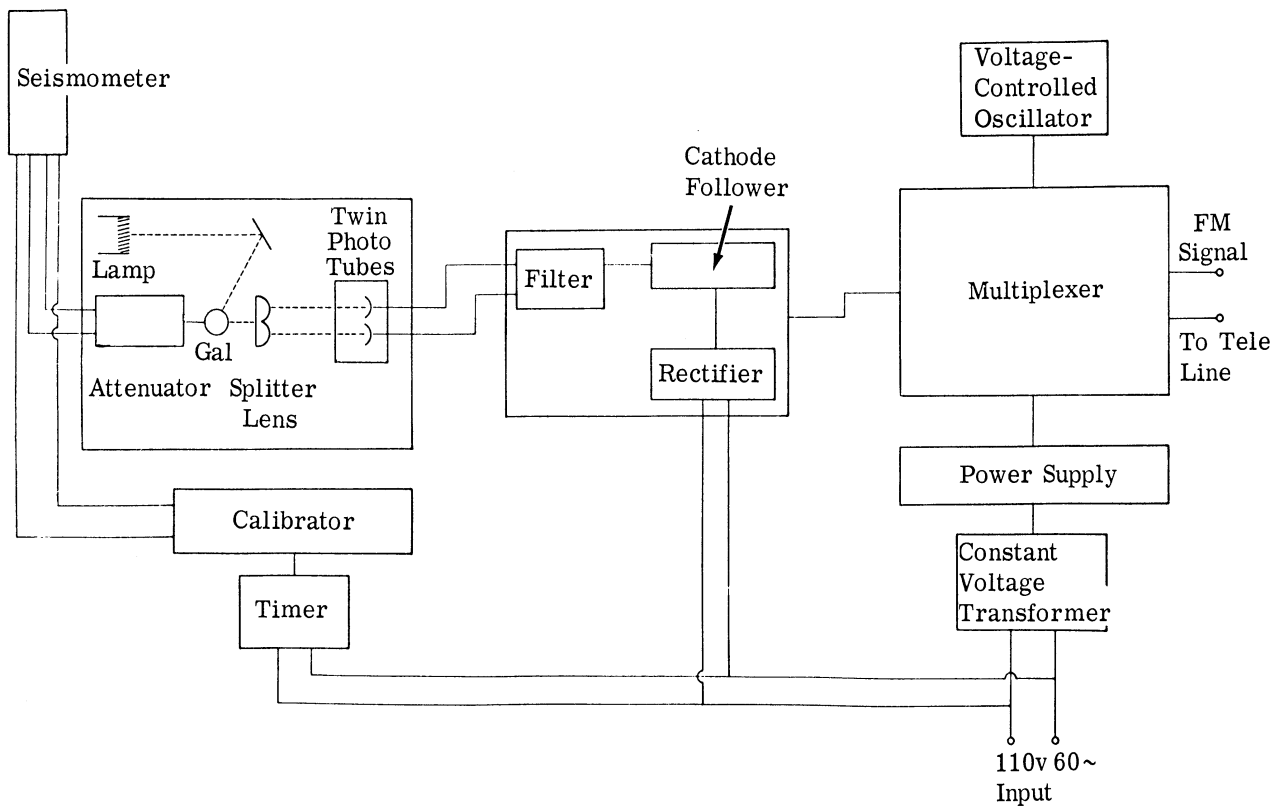 Seismometer
Lamp
Attenuator
Gal
Splitter
Lens
Twin
Photo
Tubes
Filter
Cathode
Follower
Rectifier
Voltage-
Controlled
Oscillator
Multiplexer
FM
Signal
To Tele
Line
Power Supply
Constant
Voltage
Transformer
Calibrator
Timer
110v 60~
Input